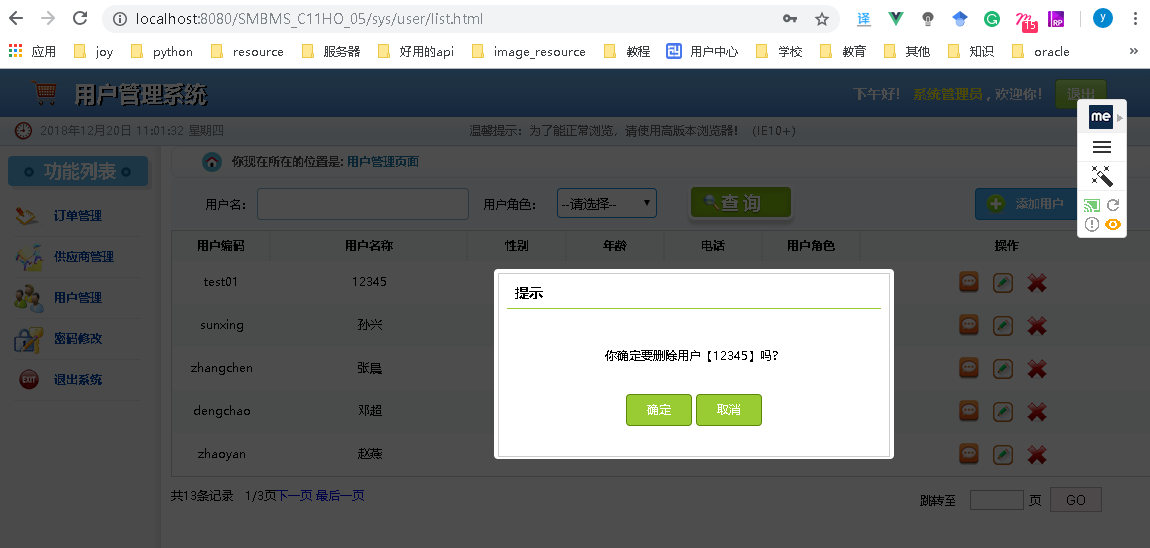 localhost:8080/SMBMS_C11HO_05/sys/user/list.html 译 15 RP y
应用 joy python resource 服务器 好用的api image_resource 教程 用户中心 学校 教育 其他 知识 oracle »
用户管理系统 下午好! 系统管理员 , 欢迎你! 退出
me
2018年12月20日 11:01:32 星期四 温馨提示: 为了能正常浏览, 请使用高版本浏览器! (IE10+)
功能列表
订单管理
供应商管理
用户管理
密码修改
EXIT 退出系统
你现在所在的位置是: 用户管理页面
用户名: 用户角色: --请选择-- 查询 添加用户
用户编码 用户名称 性别 年龄 电话 用户角色 操作
test01 12345
sunxing 孙兴
zhangchen 张晨
dengchao 邓超
zhaoyan 赵燕
提示
你确定要删除用户【12345】吗?
确定 取消
共13条记录 1/3页 下一页 最后一页 跳转至 页 GO